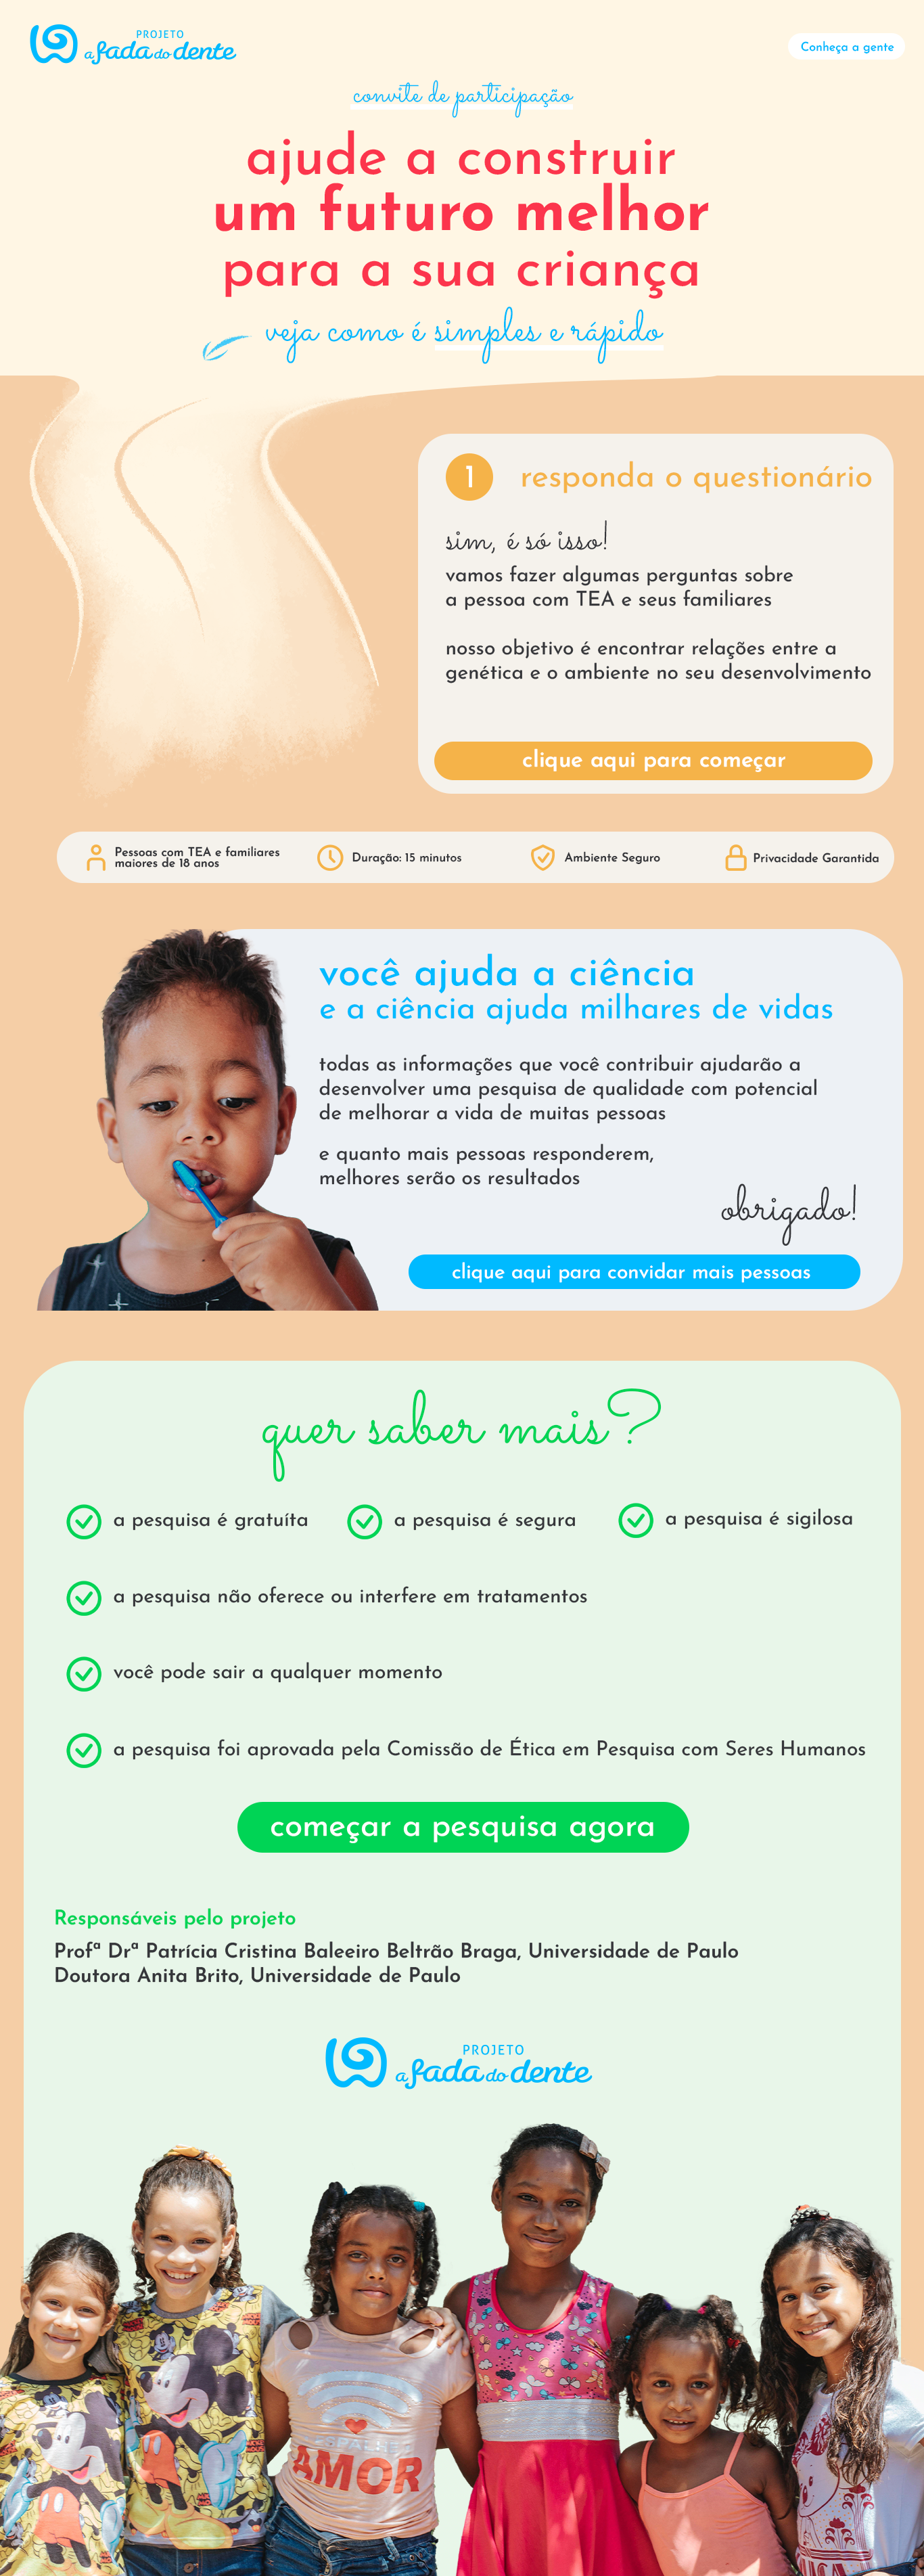 PROJETO
a fada do dente
Conheça a gente
convite de participação
ajude a construir
um futuro melhor
para a sua criança
veja como é simples e rápido
1 responda o questionário
sim, é só isso!
vamos fazer algumas perguntas sobre
a pessoa com TEA e seus familiares
nosso objetivo é encontrar relações entre a
genética e o ambiente no seu desenvolvimento
clique aqui para começar
Pessoas com TEA e familiares
maiores de 18 anos
Duração: 15 minutos
Ambiente Seguro
Privacidade Garantida
você ajuda a ciência
e a ciência ajuda milhares de vidas
todas as informações que você contribuir ajudarão a
desenvolver uma pesquisa de qualidade com potencial
de melhorar a vida de muitas pessoas
e quanto mais pessoas responderem,
melhores serão os resultados
obrigado!
clique aqui para convidar mais pessoas
quer saber mais?
a pesquisa é gratuíta
a pesquisa é segura
a pesquisa é sigilosa
a pesquisa não oferece ou interfere em tratamentos
você pode sair a qualquer momento
a pesquisa foi aprovada pela Comissão de Ética em Pesquisa com Seres Humanos
começar a pesquisa agora
Responsáveis pelo projeto
Profª Drª Patrícia Cristina Baleeiro Beltrão Braga, Universidade de Paulo
Doutora Anita Brito, Universidade de Paulo
PROJETO
a fada do dente
AMOR